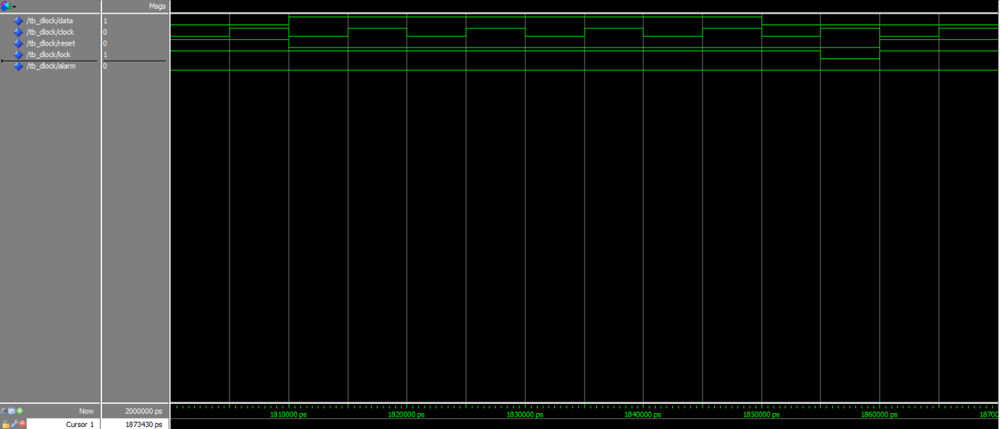 Msgs
/tb_dlock/data 1
/tb_dlock/clock 0
/tb_dlock/reset 0
/tb_dlock/lock 1
/tb_dlock/alarm 0
Now 2000000 ps
1810000 ps 1820000 ps 1830000 ps 1840000 ps 1850000 ps 1860000 ps 18700
Cursor 1 1873430 ps